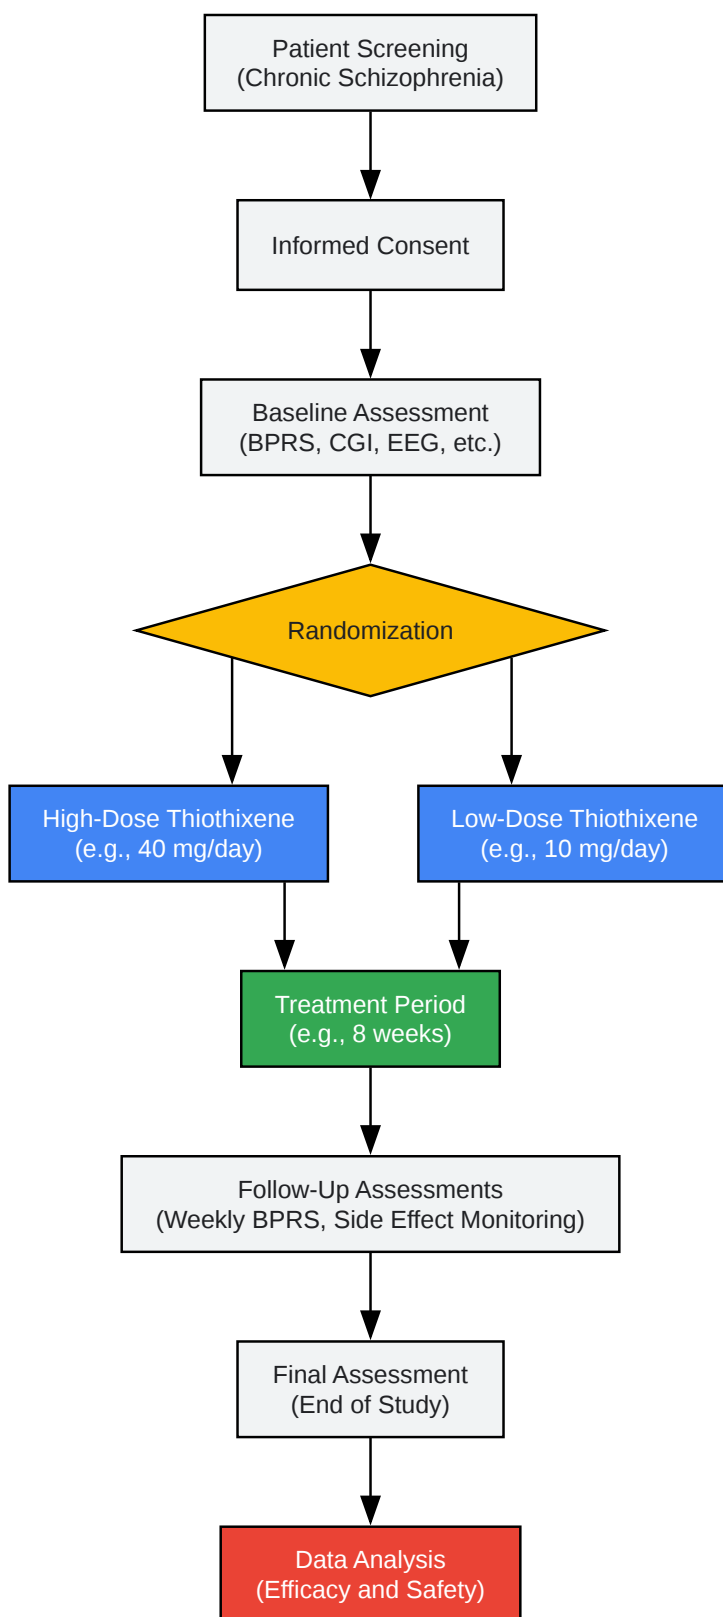 Patient Screening
(Chronic Schizophrenia)
Informed Consent
Baseline Assessment
(BPRS, CGI, EEG, etc.)
Randomization
High-Dose Thiothixene
(e.g., 40 mg/day)
Low-Dose Thiothixene
(e.g., 10 mg/day)
Treatment Period
(e.g., 8 weeks)
Follow-Up Assessments
(Weekly BPRS, Side Effect Monitoring)
Final Assessment
(End of Study)
Data Analysis
(Efficacy and Safety)